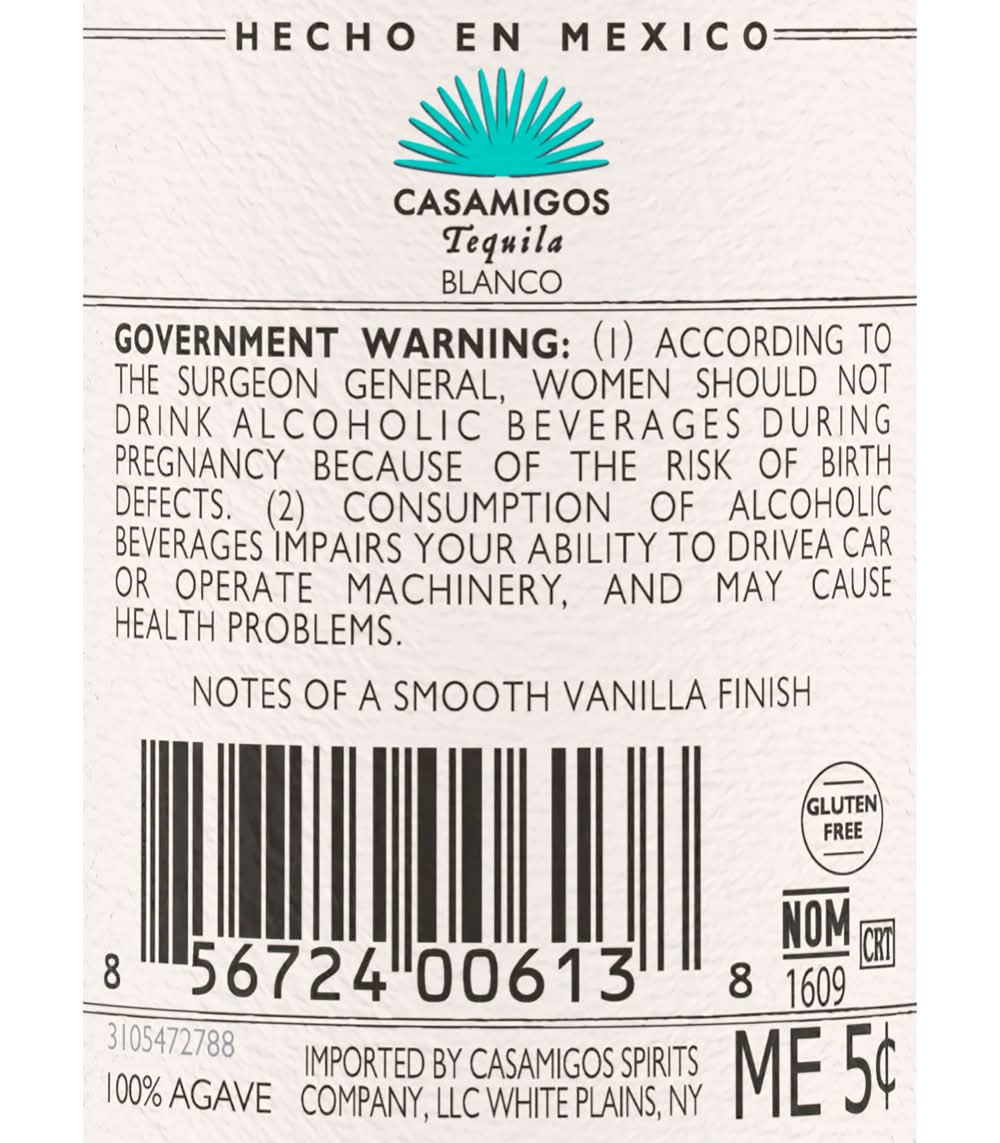 HECHO EN MEXICO
CASAMIGOS
Tequila
BLANCO
GOVERNMENT WARNING: (1) ACCORDING TO
THE SURGEON GENERAL, WOMEN SHOULD NOT
DRINK ALCOHOLIC BEVERAGES DURING
PREGNANCY BECAUSE OF THE RISK OF BIRTH
DEFECTS. (2) CONSUMPTION OF ALCOHOLIC
BEVERAGES IMPAIRS YOUR ABILITY TO DRIVEA CAR
OR OPERATE MACHINERY, AND MAY CAUSE
HEALTH PROBLEMS.
NOTES OF A SMOOTH VANILLA FINISH
GLUTEN
FREE
NOM
CRT
1609
8 56724 00613 8
3105472788
100% AGAVE
IMPORTED BY CASAMIGOS SPIRITS
COMPANY, LLC WHITE PLAINS, NY
ME 5¢